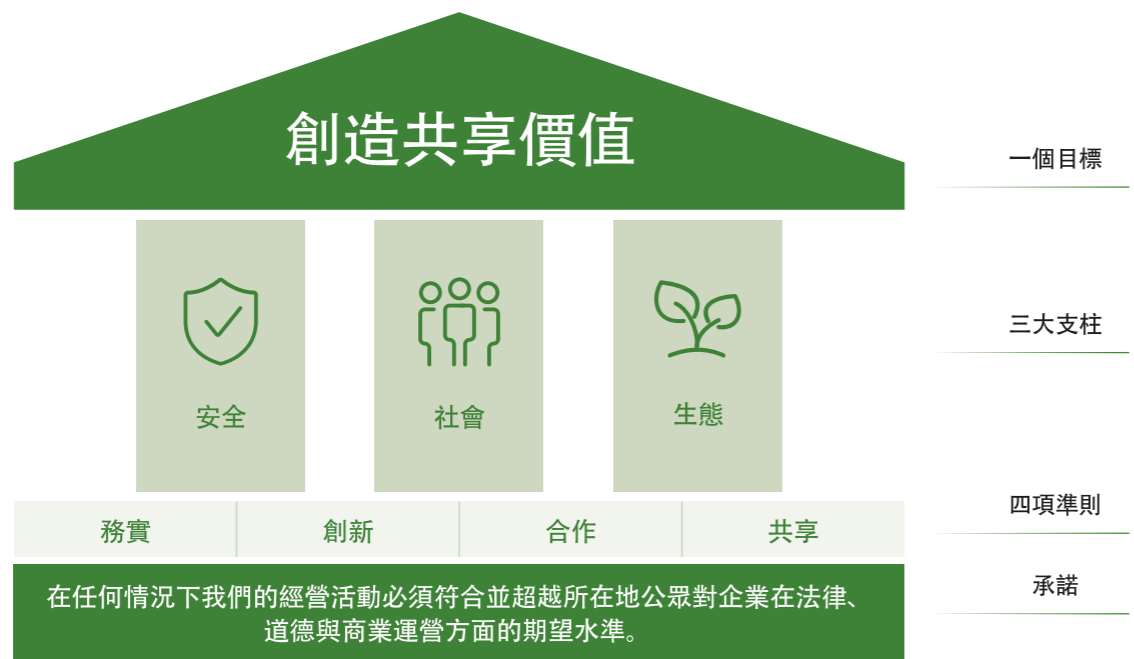 創造共享價值
一個目標
安全
社會
生態
三大支柱
務實
創新
合作
共享
四項準則
在任何情況下我們的經營活動必須符合並超越所在地公眾對企業在法律、
道德與商業運營方面的期望水準。
承諾